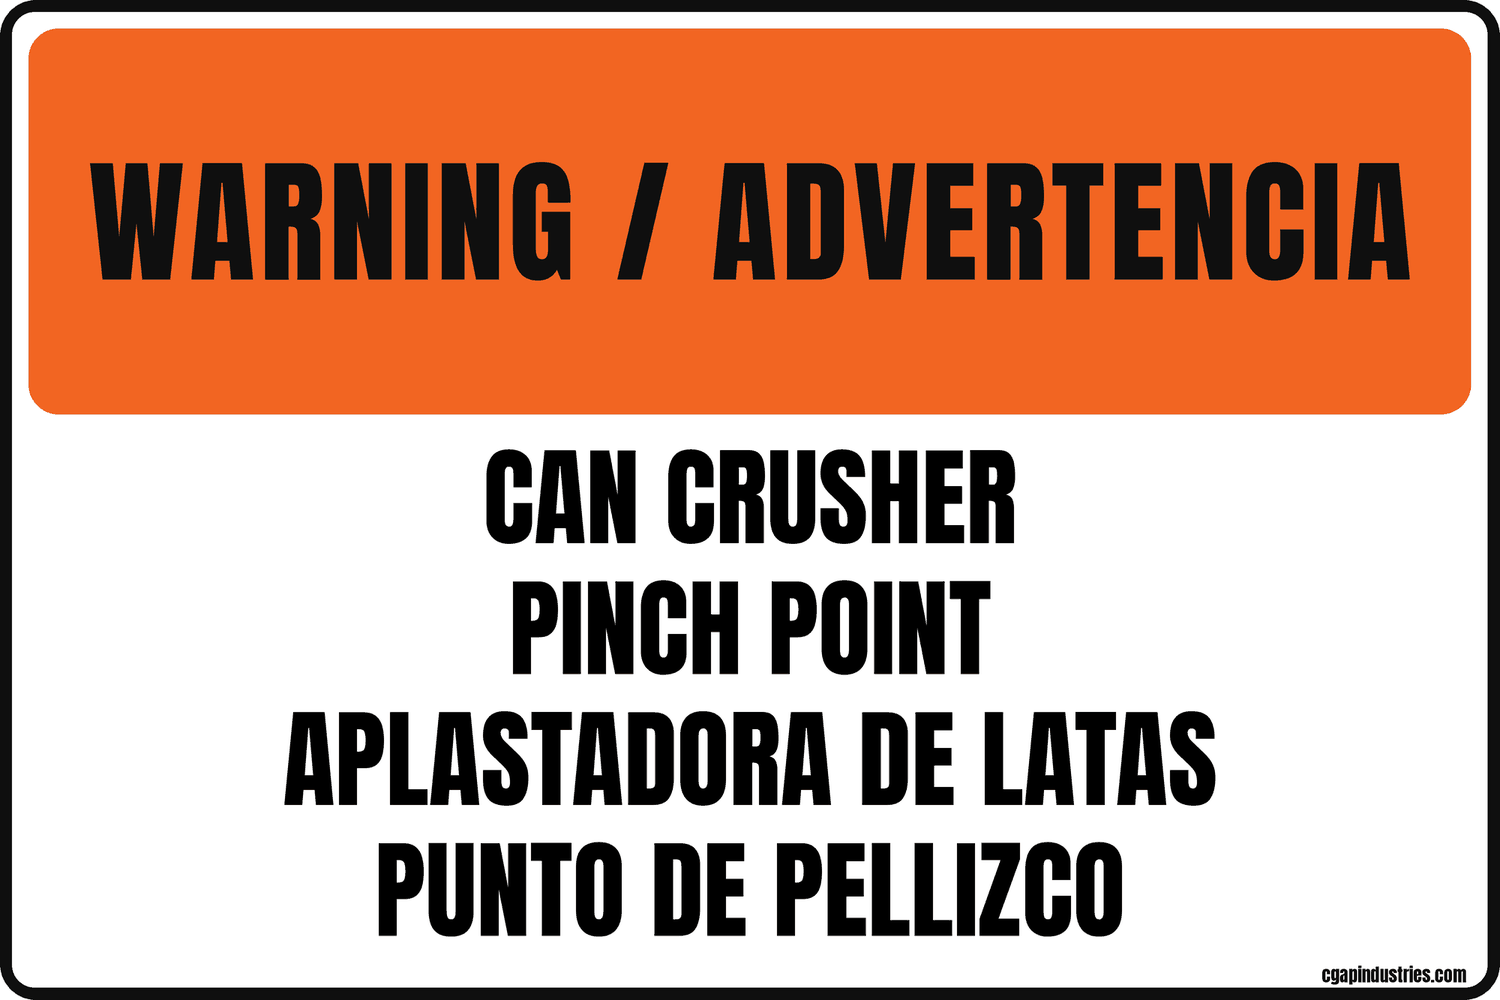 WARNING / ADVERTENCIA
CAN CRUSHER
PINCH POINT
APLASTADORA DE LATAS
PUNTO DE PELLIZCO
cgapindustries.com